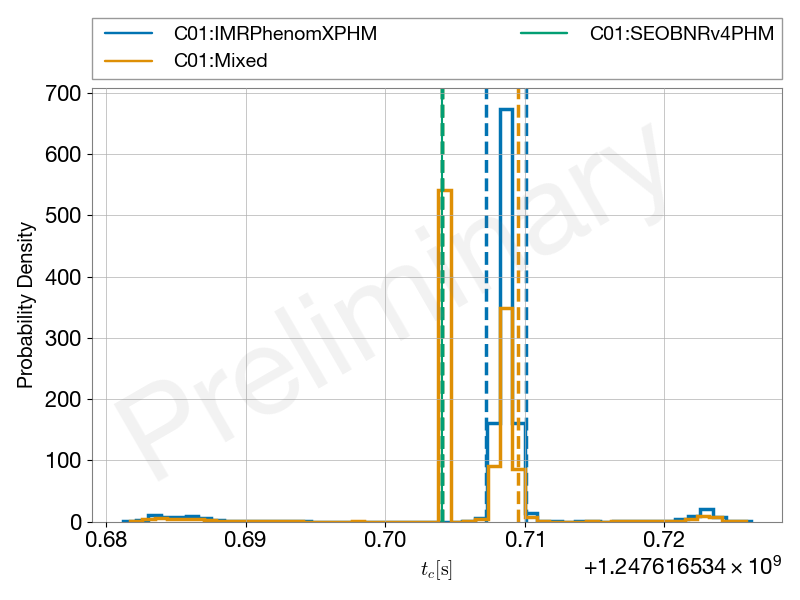 C01:IMRPhenomXPHM C01:SEOBNRv4PHM
C01:Mixed
Probability Density
700
600
500
400
300
200
100
0
Preliminary
0.68 0.69 0.70 0.71 0.72
t_c[s]
+1.247616534 × 10⁹